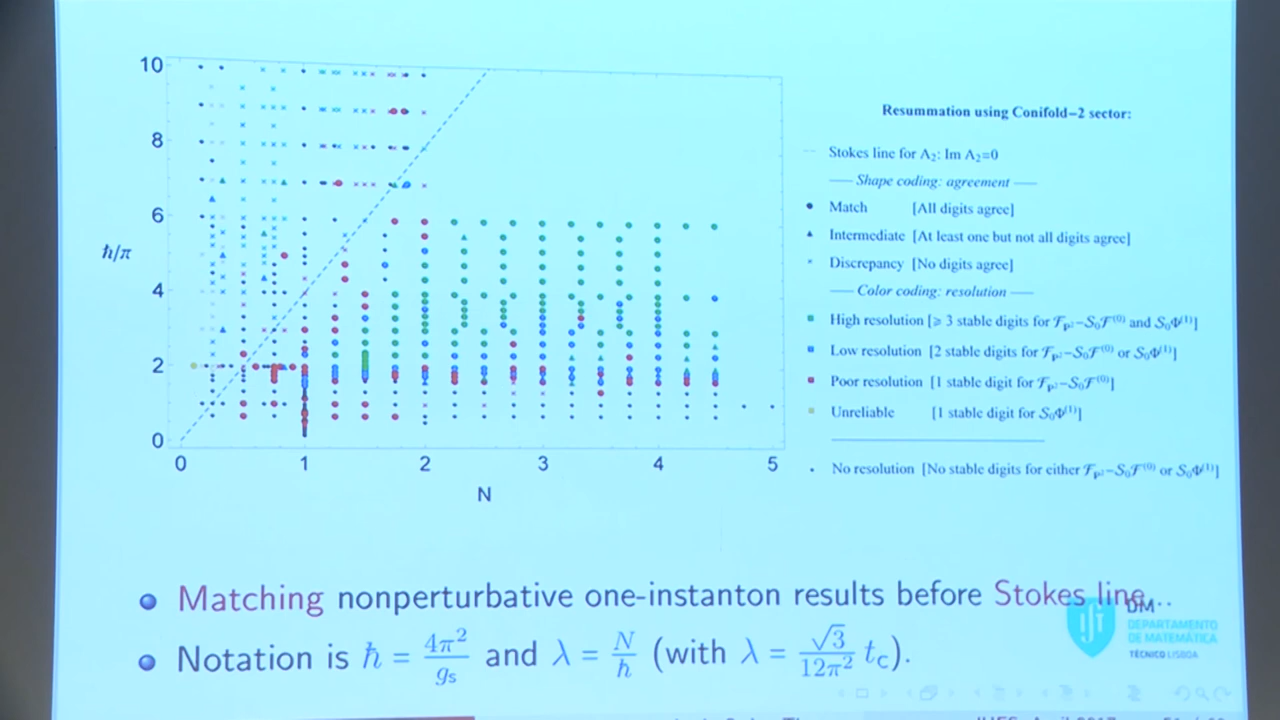 10
8
6
ħ/π
4
2
0
0 1 2 3 4 5
N
Resummation using Conifold−2 sector:
Stokes line for A₂: Im A₂=0
Shape coding: agreement
Match [All digits agree]
Intermediate [At least one but not all digits agree]
Discrepancy [No digits agree]
Color coding: resolution
High resolution [≥ 3 stable digits for 𝓕_P²−S₀𝓕⁽⁰⁾ and S₀Φ⁽¹⁾]
Low resolution [2 stable digits for 𝓕_P²−S₀𝓕⁽⁰⁾ or S₀Φ⁽¹⁾]
Poor resolution [1 stable digit for 𝓕_P²−S₀𝓕⁽⁰⁾]
Unreliable [1 stable digit for S₀Φ⁽¹⁾]
No resolution [No stable digits for either 𝓕_P²−S₀𝓕⁽⁰⁾ or S₀Φ⁽¹⁾]
Matching nonperturbative one-instanton results before Stokes line...
Notation is ħ = 4π²/gₛ and λ = N/ħ (with λ = √3/12π² t_c).
DM
DEPARTAMENTO
DE MATEMÁTICA
TÉCNICO LISBOA